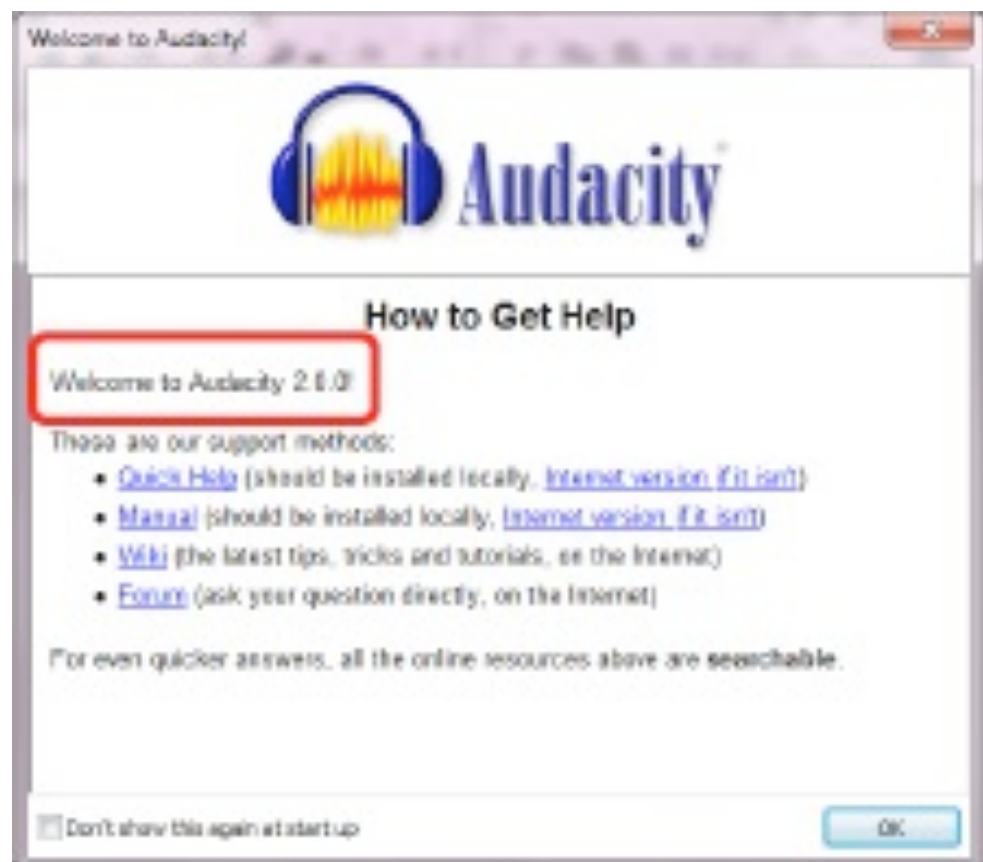 Welcome to Audacity!
Audacity
How to Get Help
Welcome to Audacity 2.0.0!
These are our support methods:
• Quick Help (should be installed locally, Internet version if it isn't)
• Manual (should be installed locally, Internet version if it isn't)
• Wiki (the latest tips, tricks and tutorials, on the Internet)
• Forum (ask your question directly, on the Internet)
For even quicker answers, all the online resources above are searchable.
Don't show this again at start up
OK